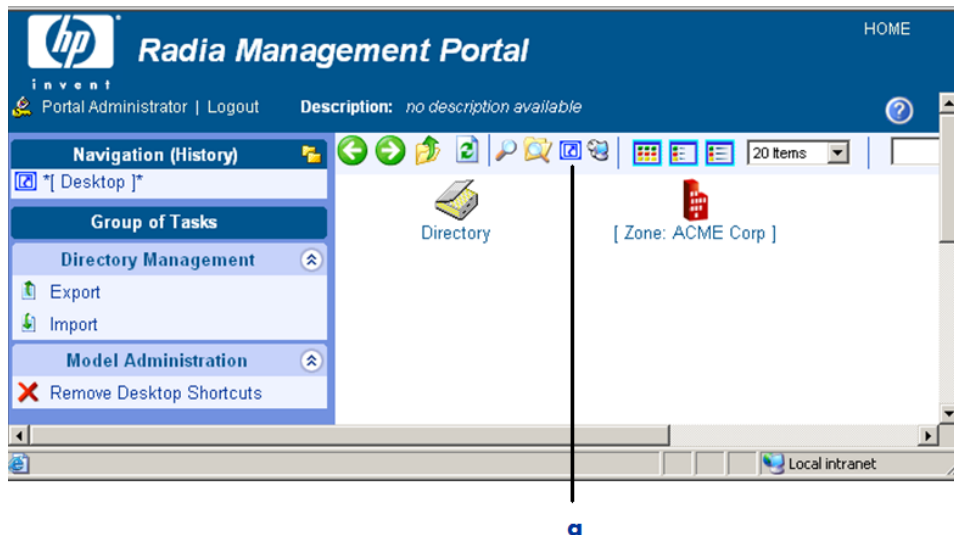 HOME
hp
Radia Management Portal
invent
Portal Administrator | Logout Description: no description available
Navigation (History)
20 Items
*[ Desktop ]*
Group of Tasks
Directory
[ Zone: ACME Corp ]
Directory Management
Export
Import
Model Administration
Remove Desktop Shortcuts
Local intranet
a